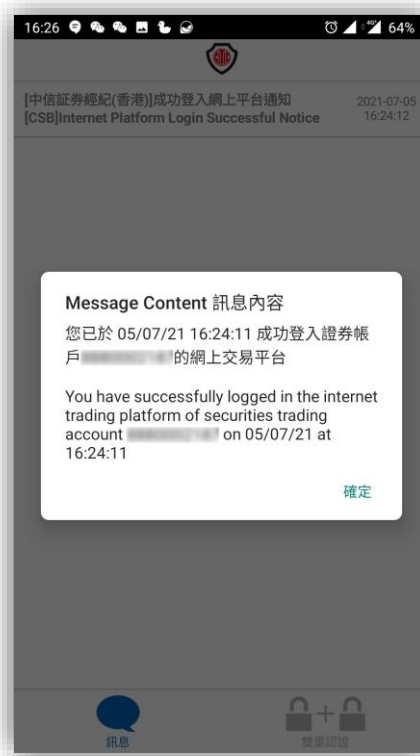 16:26
4G+
64%
[中信証券經紀(香港)]成功登入網上平台通知
[CSB]Internet Platform Login Successful Notice
2021-07-05
16:24:12
Message Content 訊息內容
您已於 05/07/21 16:24:11 成功登入證券帳
戶的網上交易平台
You have successfully logged in the internet
trading platform of securities trading
account on 05/07/21 at
16:24:11
確定
訊息
雙重認證